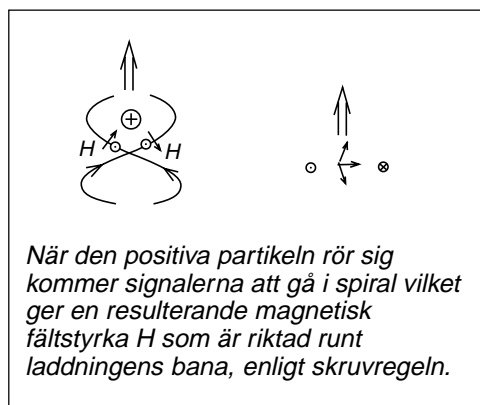 H
H
När den positiva partikeln rör sig
kommer signalerna att gå i spiral vilket
ger en resulterande magnetisk
fältstyrka H som är riktad runt
laddningens bana, enligt skruvregeln.